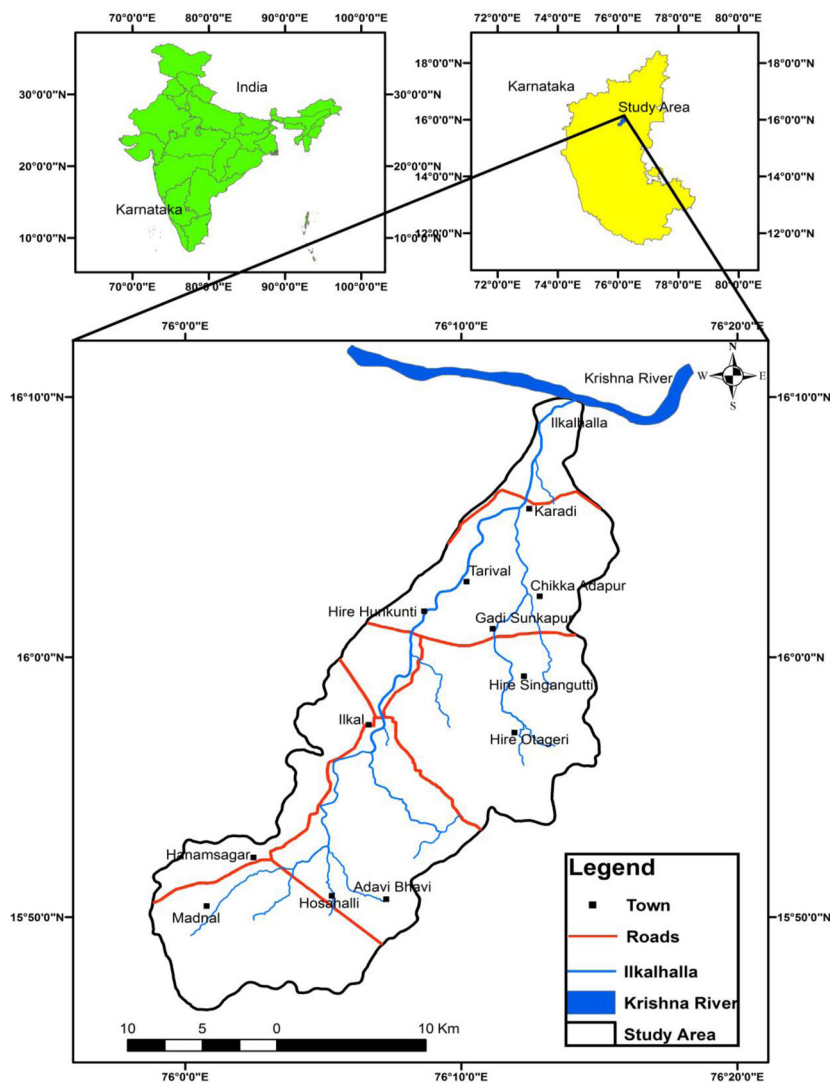 India
Karnataka
30°0'0"N
20°0'0"N
10°0'0"N
30°0'0"N
20°0'0"N
10°0'0"N
70°0'0"E
80°0'0"E
90°0'0"E
100°0'0"E
70°0'0"E
80°0'0"E
90°0'0"E
100°0'0"E
72°0'0"E
74°0'0"E
76°0'0"E
78°0'0"E
80°0'0"E
Karnataka
Study Area
18°0'0"N
16°0'0"N
14°0'0"N
12°0'0"N
18°0'0"N
16°0'0"N
14°0'0"N
12°0'0"N
72°0'0"E
74°0'0"E
76°0'0"E
78°0'0"E
80°0'0"E
76°0'0"E
76°10'0"E
76°20'0"E
N
W
E
S
Krishna River
16°10'0"N
16°10'0"N
Ilkalhalla
Karadi
Tarival
Chikka Adapur
Hire Hunkunti
Gadi Sunkapur
16°0'0"N
16°0'0"N
Hire Singangutti
Ilkal
Hire Otageri
Hanamsagar
Adavi Bhavi
Hosahalli
Madnal
15°50'0"N
15°50'0"N
Legend
Town
Roads
Ilkalhalla
Krishna River
Study Area
10
5
0
10 Km
76°0'0"E
76°10'0"E
76°20'0"E